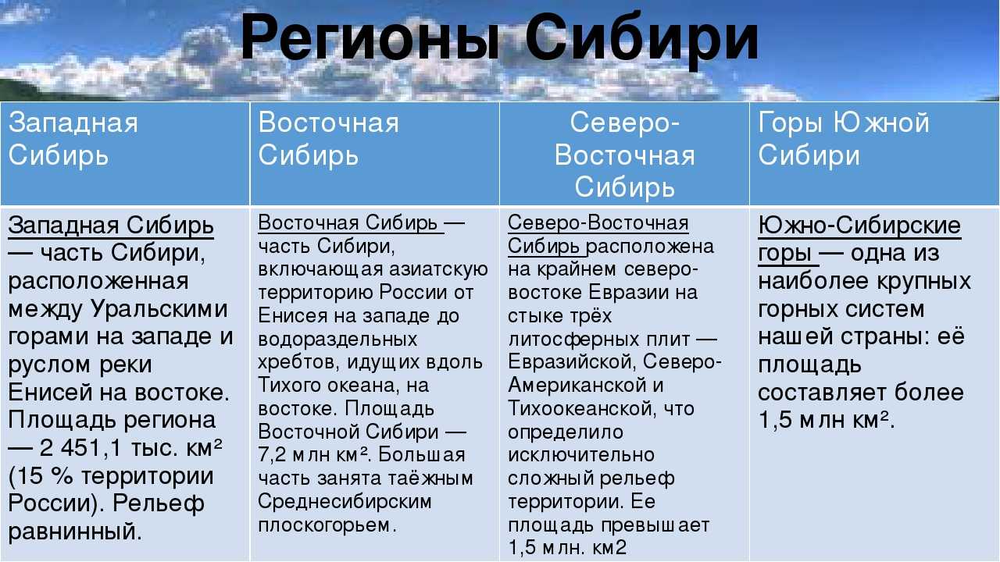 Регионы Сибири
Западная
Сибирь
Восточная
Сибирь
Северо-
Восточная
Сибирь
Горы Южной
Сибири
Западная Сибирь
— часть Сибири,
расположенная
между Уральскими
горами на западе и
руслом реки
Енисей на востоке.
Площадь региона
— 2 451,1 тыс. км²
(15 % территории
России). Рельеф
равнинный.
Восточная Сибирь —
часть Сибири,
включающая азиатскую
территорию России от
Енисея на западе до
водораздельных
хребтов, идущих вдоль
Тихого океана, на
востоке. Площадь
Восточной Сибири —
7,2 млн км². Большая
часть занята таёжным
Среднесибирским
плоскогорьем.
Северо-Восточная
Сибирь расположена
на крайнем северо-
востоке Евразии на
стыке трёх
литосферных плит —
Евразийской, Северо-
Американской и
Тихоокеанской, что
определило
исключительно
сложный рельеф
территории. Ее
площадь превышает
1,5 млн. км2
Южно-Сибирские
горы — одна из
наиболее крупных
горных систем
нашей страны: её
площадь
составляет более
1,5 млн км².